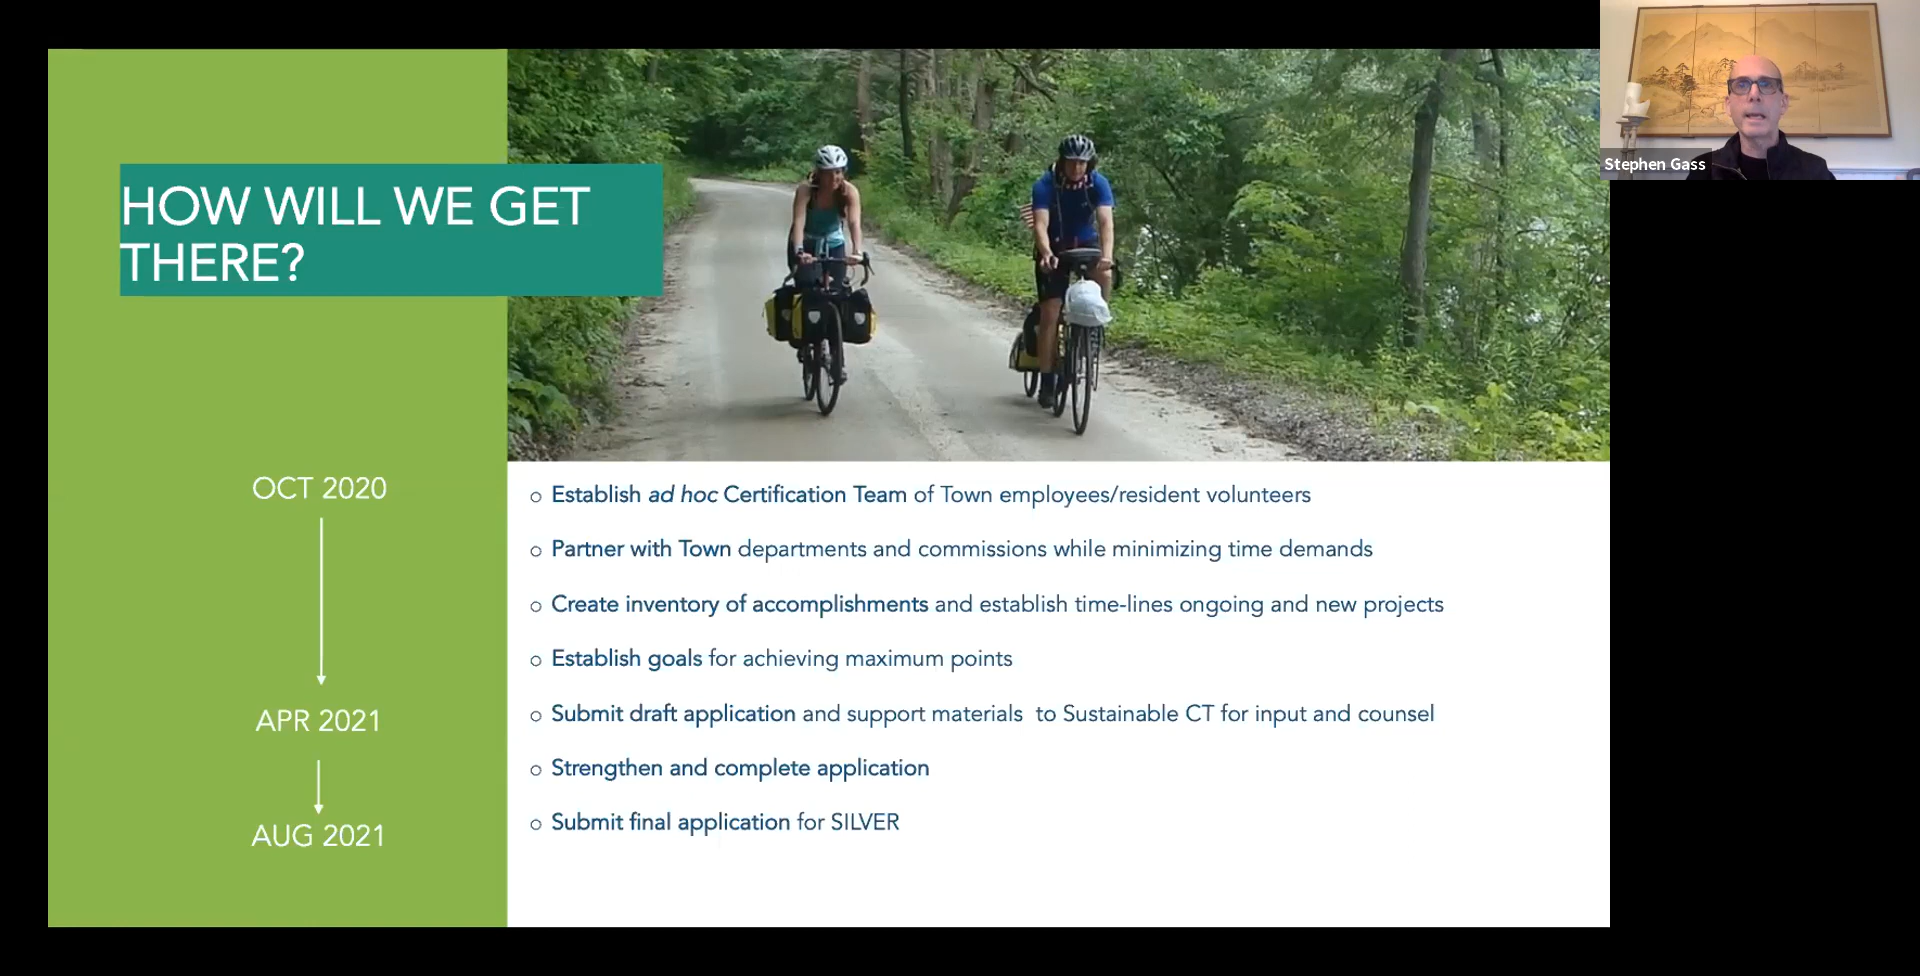 HOW WILL WE GET
THERE?
OCT 2020
APR 2021
AUG 2021
o Establish ad hoc Certification Team of Town employees/resident volunteers
o Partner with Town departments and commissions while minimizing time demands
o Create inventory of accomplishments and establish time-lines ongoing and new projects
o Establish goals for achieving maximum points
o Submit draft application and support materials  to Sustainable CT for input and counsel
o Strengthen and complete application
o Submit final application for SILVER
Stephen Gass